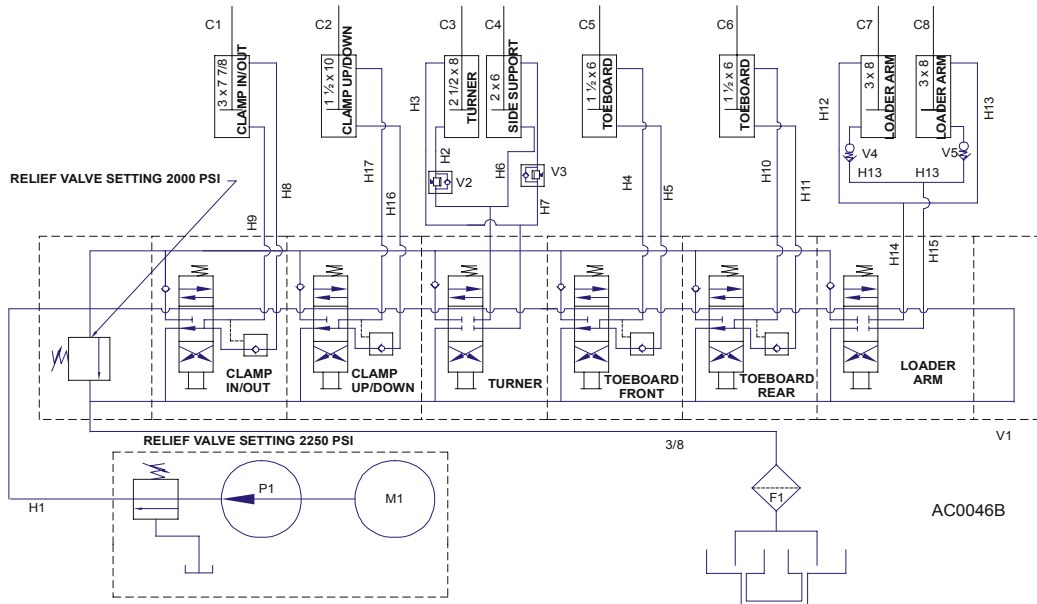 C1
C2
C3
C4
C5
C6
C7
C8
3 x 7 7/8
CLAMP IN/OUT
1 ½ x 10
CLAMP UP/DOWN
2 1/2 x 8
TURNER
2 x 6
SIDE SUPPORT
1 ½ x 6
TOEBOARD
1 ½ x 6
TOEBOARD
3 x 8
LOADER ARM
3 x 8
LOADER ARM
H3
H12
H13
H2
H6
V4
V5
H17
V2
V3
H4
H10
H13
H13
RELIEF VALVE SETTING 2000 PSI
H8
H9
H16
H7
H5
H11
H14
H15
CLAMP
IN/OUT
CLAMP
UP/DOWN
TURNER
TOEBOARD
FRONT
TOEBOARD
REAR
LOADER
ARM
RELIEF VALVE SETTING 2250 PSI
3/8
V1
P1
M1
H1
F1
AC0046B